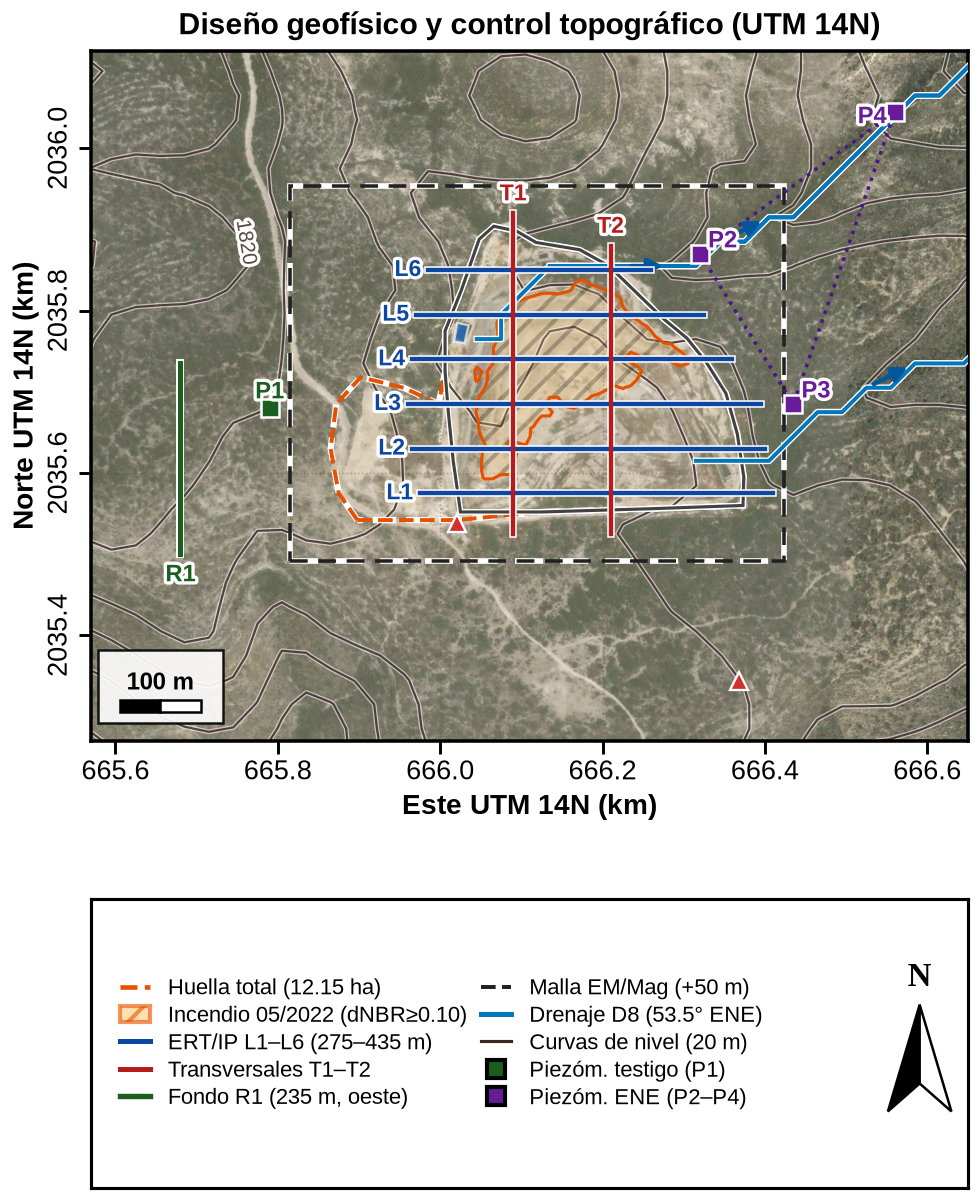 Diseño geofísico y control topográfico (UTM 14N)
Norte UTM 14N (km)
2036.0
2035.8
2035.6
2035.4
1820
T1
T2
P4
P2
L6
L5
L4
P1
L3
P3
L2
L1
R1
100 m
665.6 665.8 666.0 666.2 666.4 666.6
Este UTM 14N (km)
Huella total (12.15 ha)
Incendio 05/2022 (dNBR≥0.10)
ERT/IP L1–L6 (275–435 m)
Transversales T1–T2
Fondo R1 (235 m, oeste)
Malla EM/Mag (+50 m)
Drenaje D8 (53.5° ENE)
Curvas de nivel (20 m)
Piezóm. testigo (P1)
Piezóm. ENE (P2–P4)
N